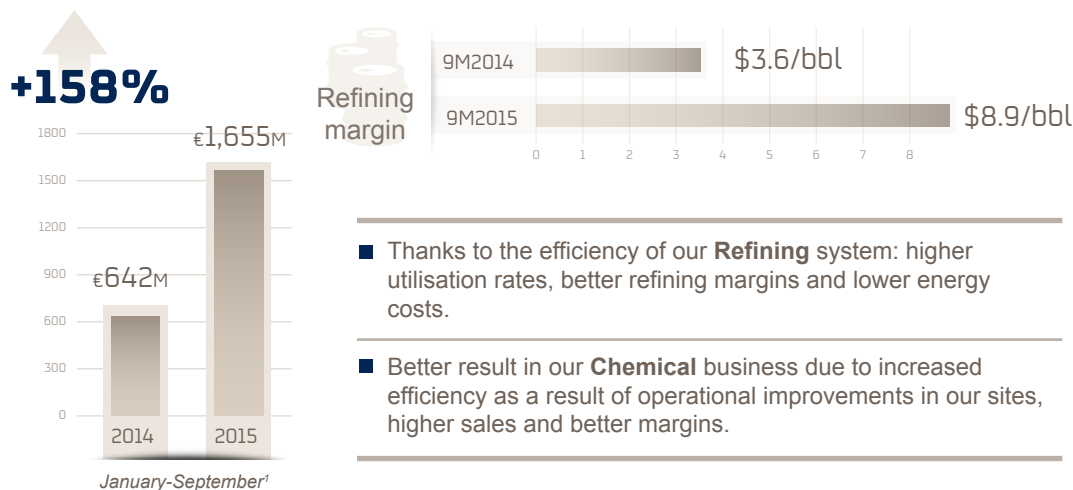 +158%
1800
1500
1200
900
600
300
0
€642M
€1,655M
2014
2015
January-September¹
Refining
margin
9M2014
$3.6/bbl
9M2015
$8.9/bbl
0 1 2 3 4 5 6 7 8
Thanks to the efficiency of our Refining system: higher
utilisation rates, better refining margins and lower energy
costs.
Better result in our Chemical business due to increased
efficiency as a result of operational improvements in our sites,
higher sales and better margins.